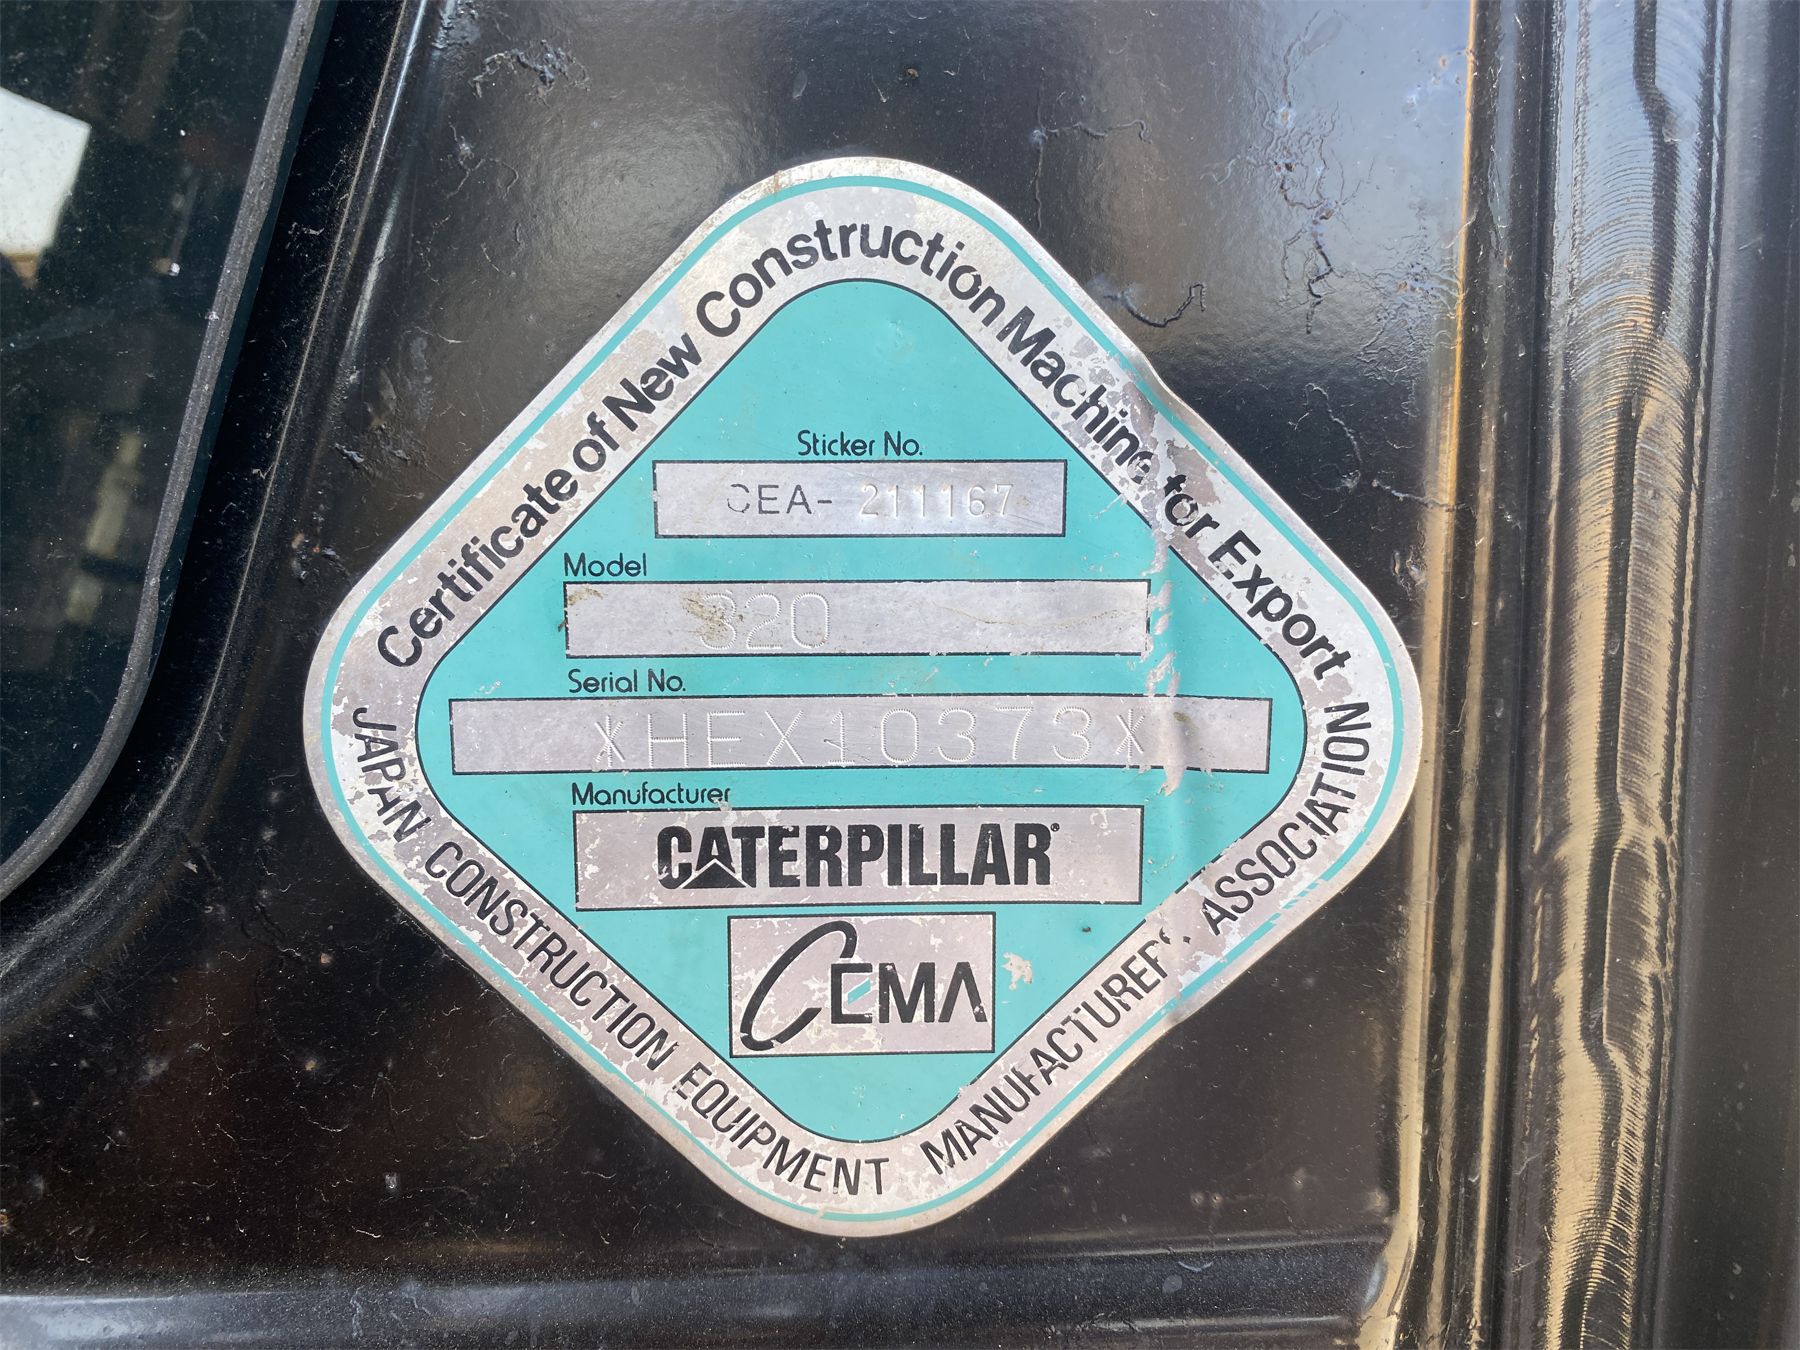 Certificate of New Construction Machine for Export
Sticker No.
CEA- 211167
Model
320
Serial No.
*HEX10373*
Manufacturer
CATERPILLAR®
CEMA
JAPAN CONSTRUCTION EQUIPMENT MANUFACTURERS ASSOCIATION